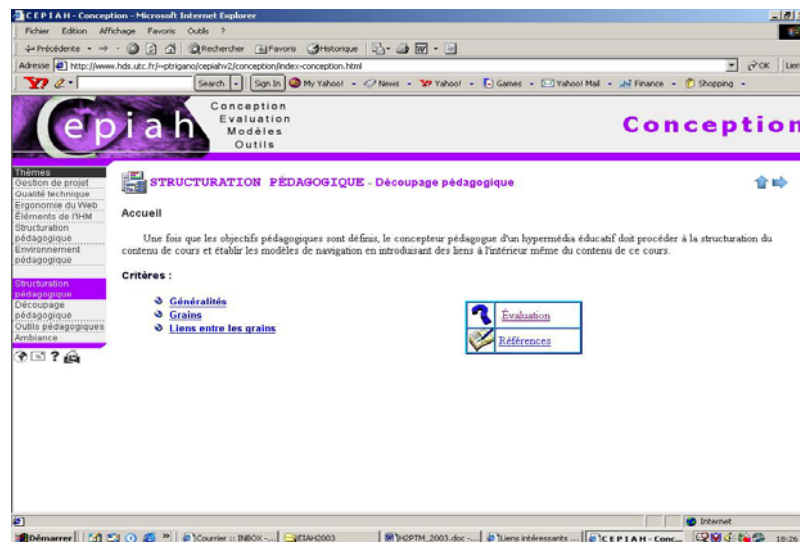 CEPIAH - Conception - Microsoft Internet Explorer
Fichier Edition Affichage Favoris Outils ?
Précédente Rechercher Favoris Historique
Adresse http://www.hds.utc.fr/~ptrigano/cepiahv2/conception/index-conception.html OK Liens
Y? Search Sign In My Yahoo! News Yahoo! Games Yahoo! Mail Finance Shopping
Cepiah
Conception
Evaluation
Modèles
Outils
Conception
Thèmes
Gestion de projet
Qualité technique
Ergonomie du Web
Éléments de l'IHM
Structuration
pédagogique
Environnement
pédagogique
Structuration
pédagogique
Découpage
pédagogique
Outils pédagogiques
Ambiance
?
STRUCTURATION PÉDAGOGIQUE - Découpage pédagogique
Accueil
Une fois que les objectifs pédagogiques sont définis, le concepteur pédagogue d'un hypermédia éducatif doit procéder à la structuration du
contenu de cours et établir les modèles de navigation en introduisant des liens à l'intérieur même du contenu de ce cours.
Critères :
Généralités
Grains
Liens entre les grains
Évaluation
Références
Internet
Démarrer » Courrier :: INBOX -... EIAH2003 H2PTM_2003.doc -... Liens intéressants ... CEPIAH - Conc... 18:26